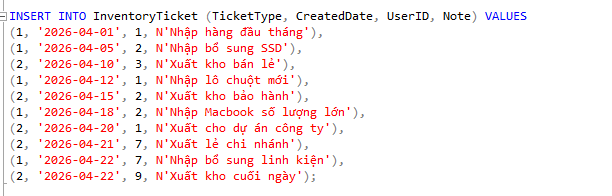 INSERT INTO InventoryTicket (TicketType, CreatedDate, UserID, Note) VALUES
(1, '2026-04-01', 1, N'Nhập hàng đầu tháng'),
(1, '2026-04-05', 2, N'Nhập bổ sung SSD'),
(2, '2026-04-10', 3, N'Xuất kho bán lẻ'),
(1, '2026-04-12', 1, N'Nhập lô chuột mới'),
(2, '2026-04-15', 2, N'Xuất kho bảo hành'),
(1, '2026-04-18', 2, N'Nhập Macbook số lượng lớn'),
(2, '2026-04-20', 1, N'Xuất cho dự án công ty'),
(2, '2026-04-21', 7, N'Xuất lẻ chi nhánh'),
(1, '2026-04-22', 7, N'Nhập bổ sung linh kiện'),
(2, '2026-04-22', 9, N'Xuất kho cuối ngày');